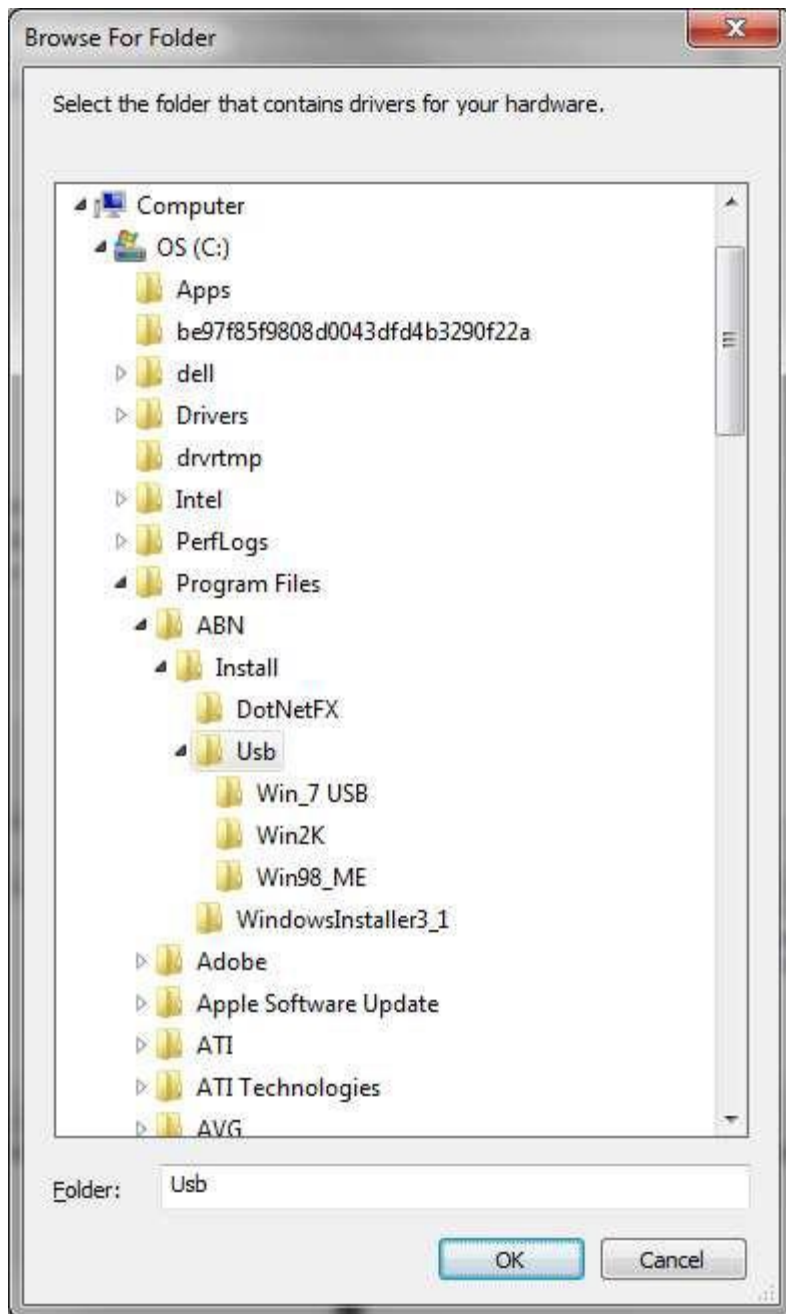 Browse For Folder
Select the folder that contains drivers for your hardware.
Computer
OS (C:)
Apps
be97f85f9808d0043dfd4b3290f22a
dell
Drivers
drvrtmp
Intel
PerfLogs
Program Files
ABN
Install
DotNetFX
Usb
Win_7 USB
Win2K
Win98_ME
WindowsInstaller3_1
Adobe
Apple Software Update
ATI
ATI Technologies
AVG
Folder: Usb
OK Cancel